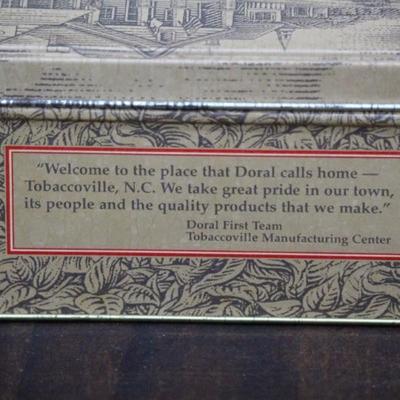 “Welcome to the place that Doral calls home —
Tobaccoville, N.C. We take great pride in our town,
its people and the quality products that we make.”
Doral First Team
Tobaccoville Manufacturing Center